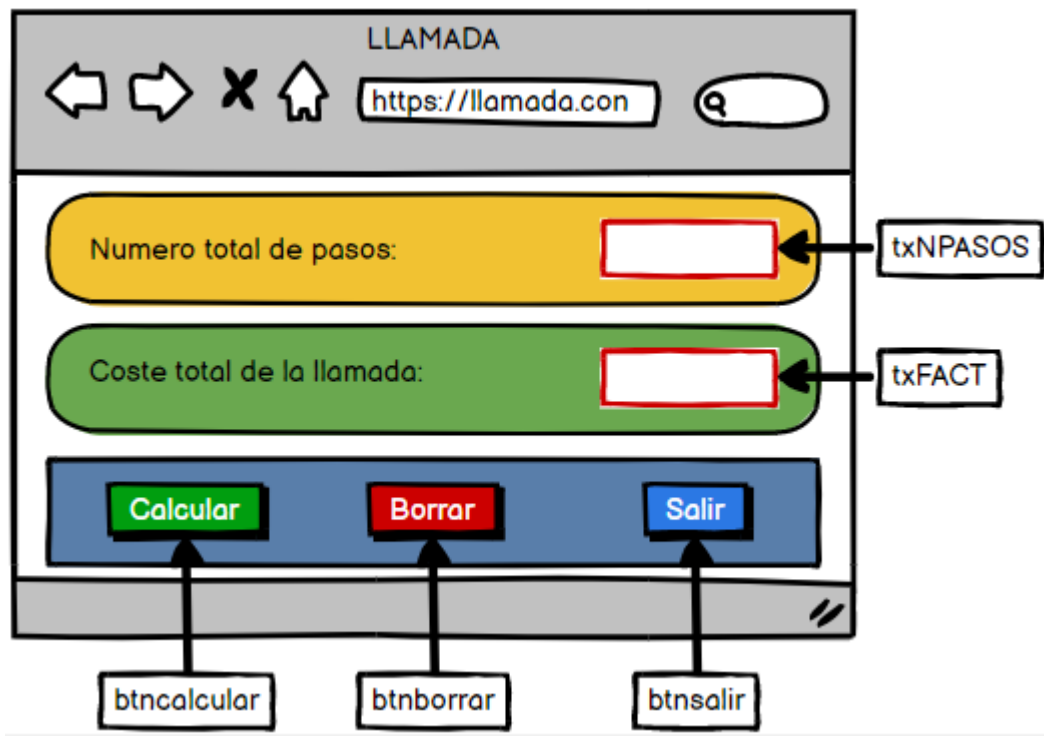 LLAMADA
https://llamada.con
Numero total de pasos:
txNPASOS
Coste total de la llamada:
txFACT
Calcular
Borrar
Salir
btncalcular
btnborrar
btnsalir